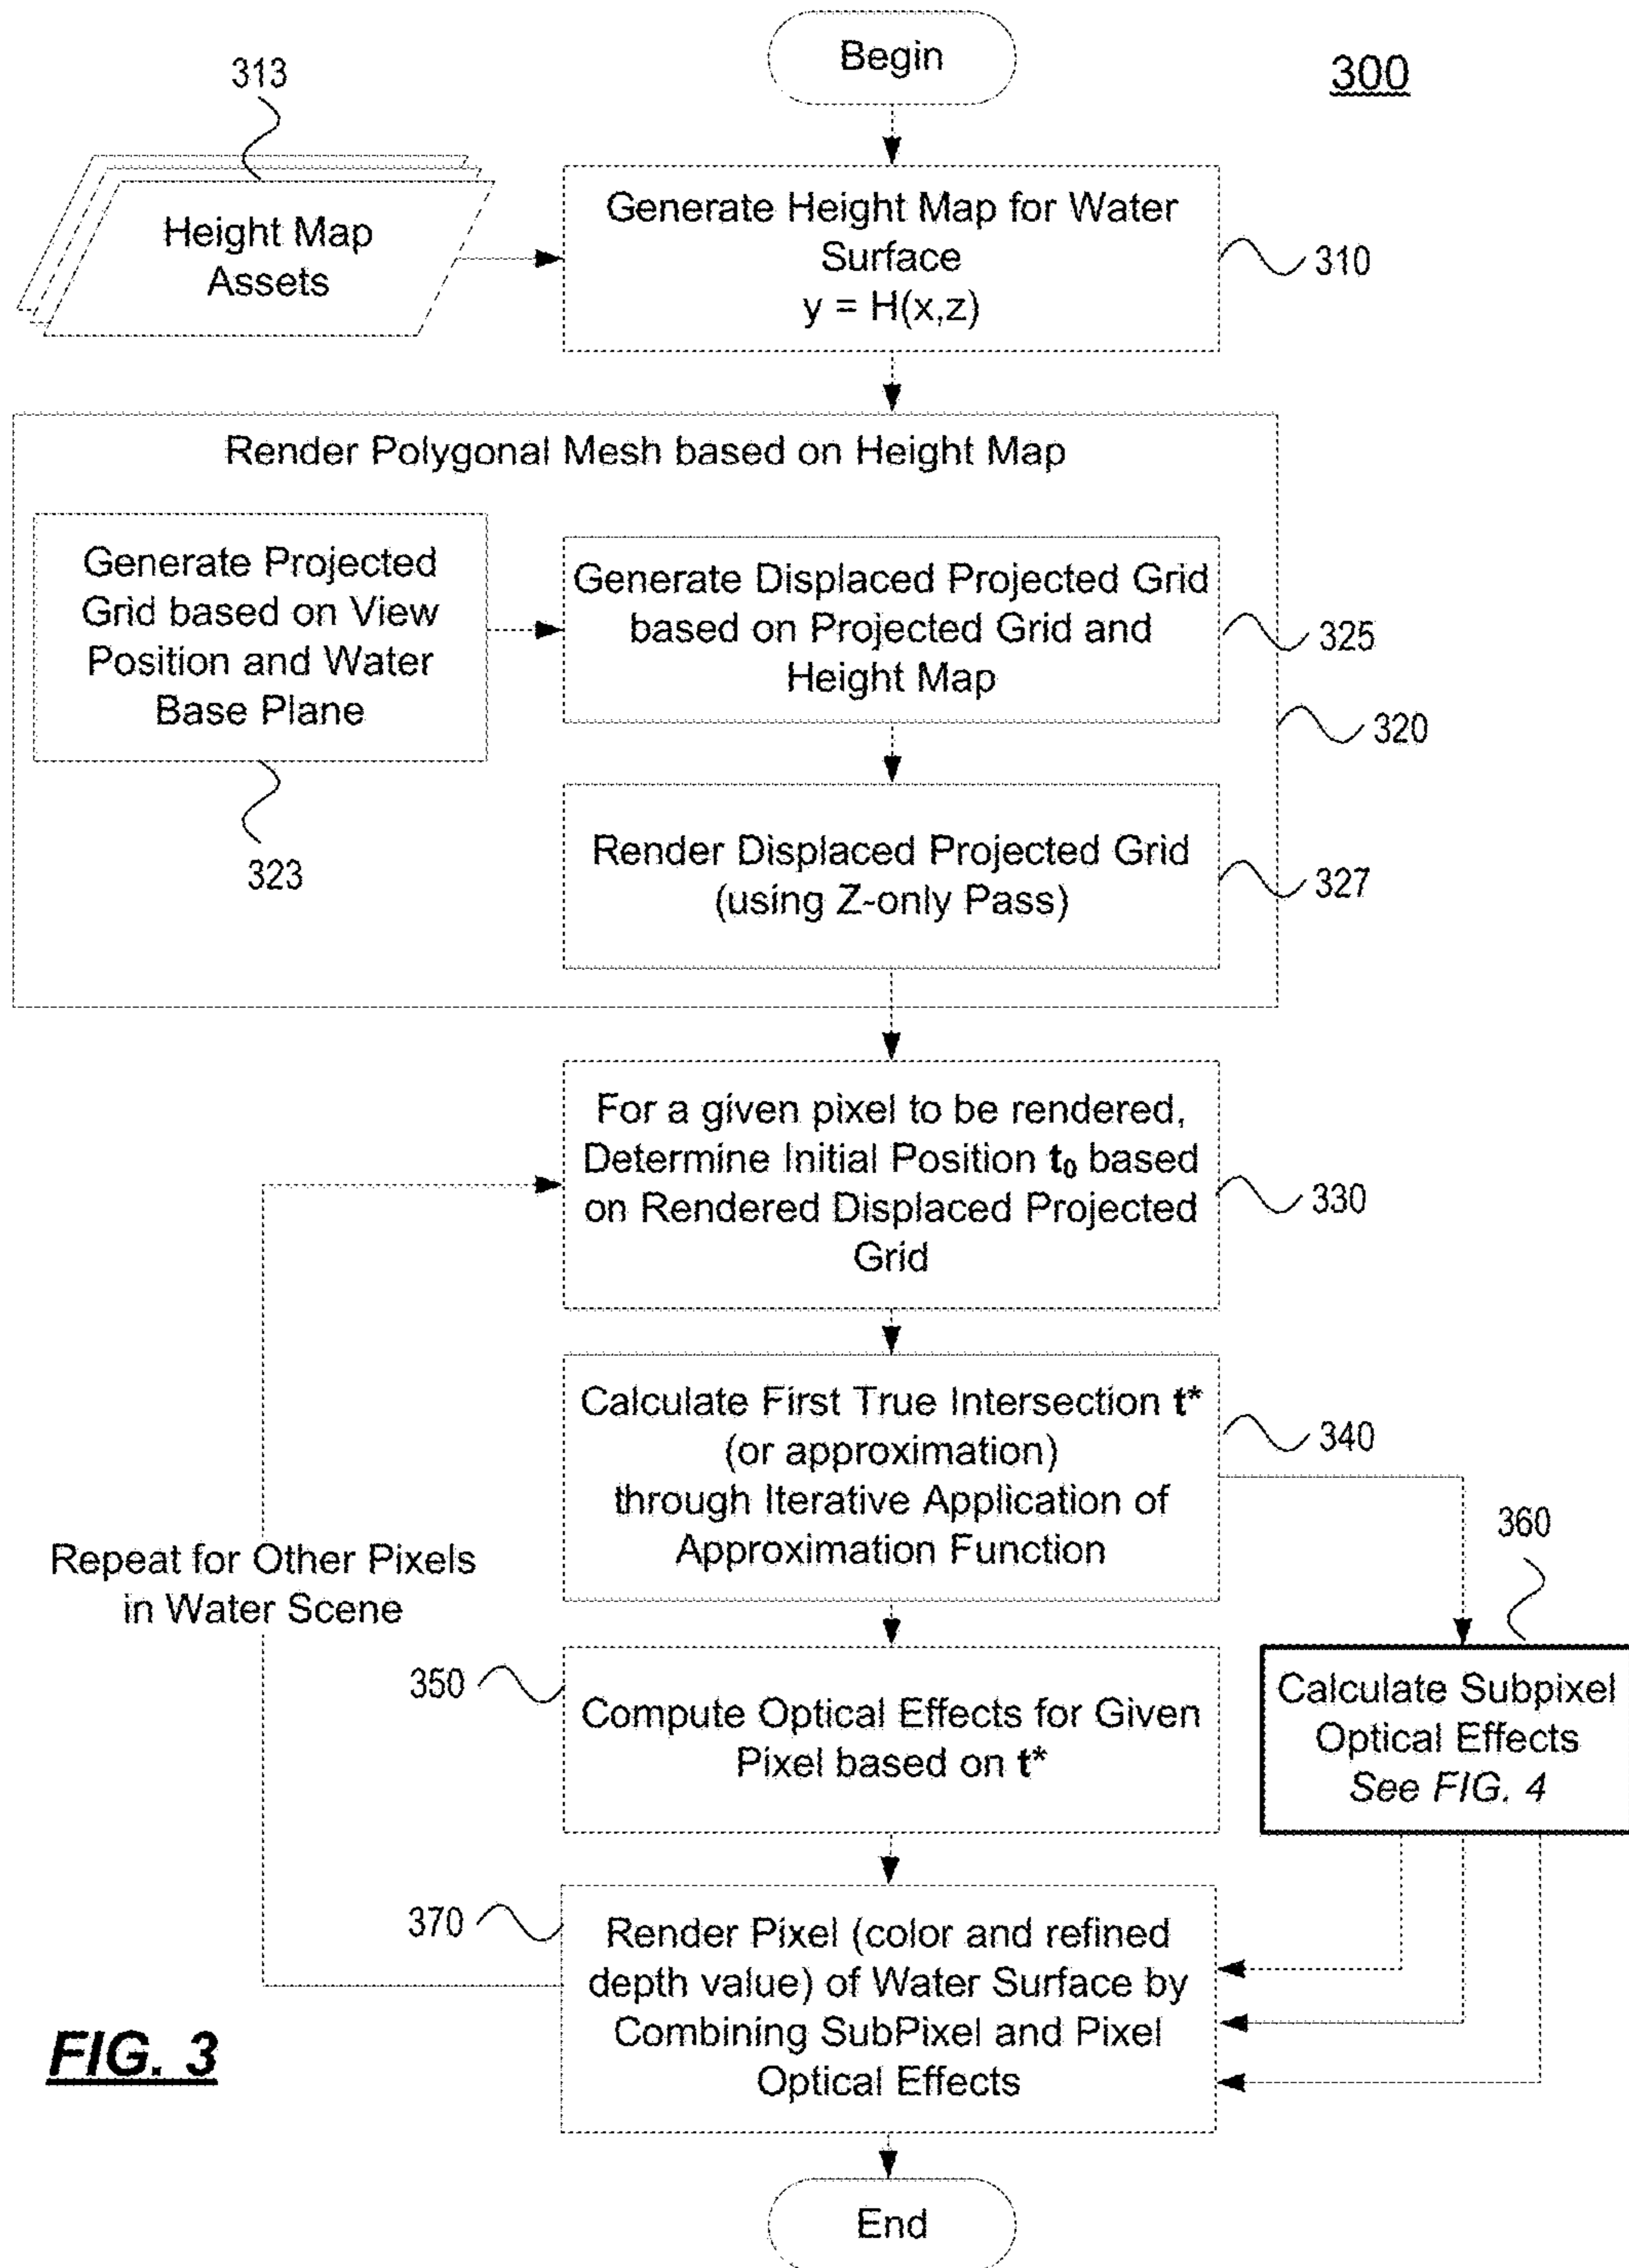 Begin
300
313
Height Map
Assets
Generate Height Map for Water
Surface
y = H(x,z)
310
Render Polygonal Mesh based on Height Map
Generate Projected
Grid based on View
Position and Water
Base Plane
323
Generate Displaced Projected Grid
based on Projected Grid and
Height Map
325
320
Render Displaced Projected Grid
(using Z-only Pass)
327
For a given pixel to be rendered,
Determine Initial Position t₀ based
on Rendered Displaced Projected
Grid
330
Calculate First True Intersection t*
(or approximation)
through Iterative Application of
Approximation Function
340
Repeat for Other Pixels
in Water Scene
350
Compute Optical Effects for Given
Pixel based on t*
360
Calculate Subpixel
Optical Effects
See FIG. 4
370
Render Pixel (color and refined
depth value) of Water Surface by
Combining SubPixel and Pixel
Optical Effects
FIG. 3
End